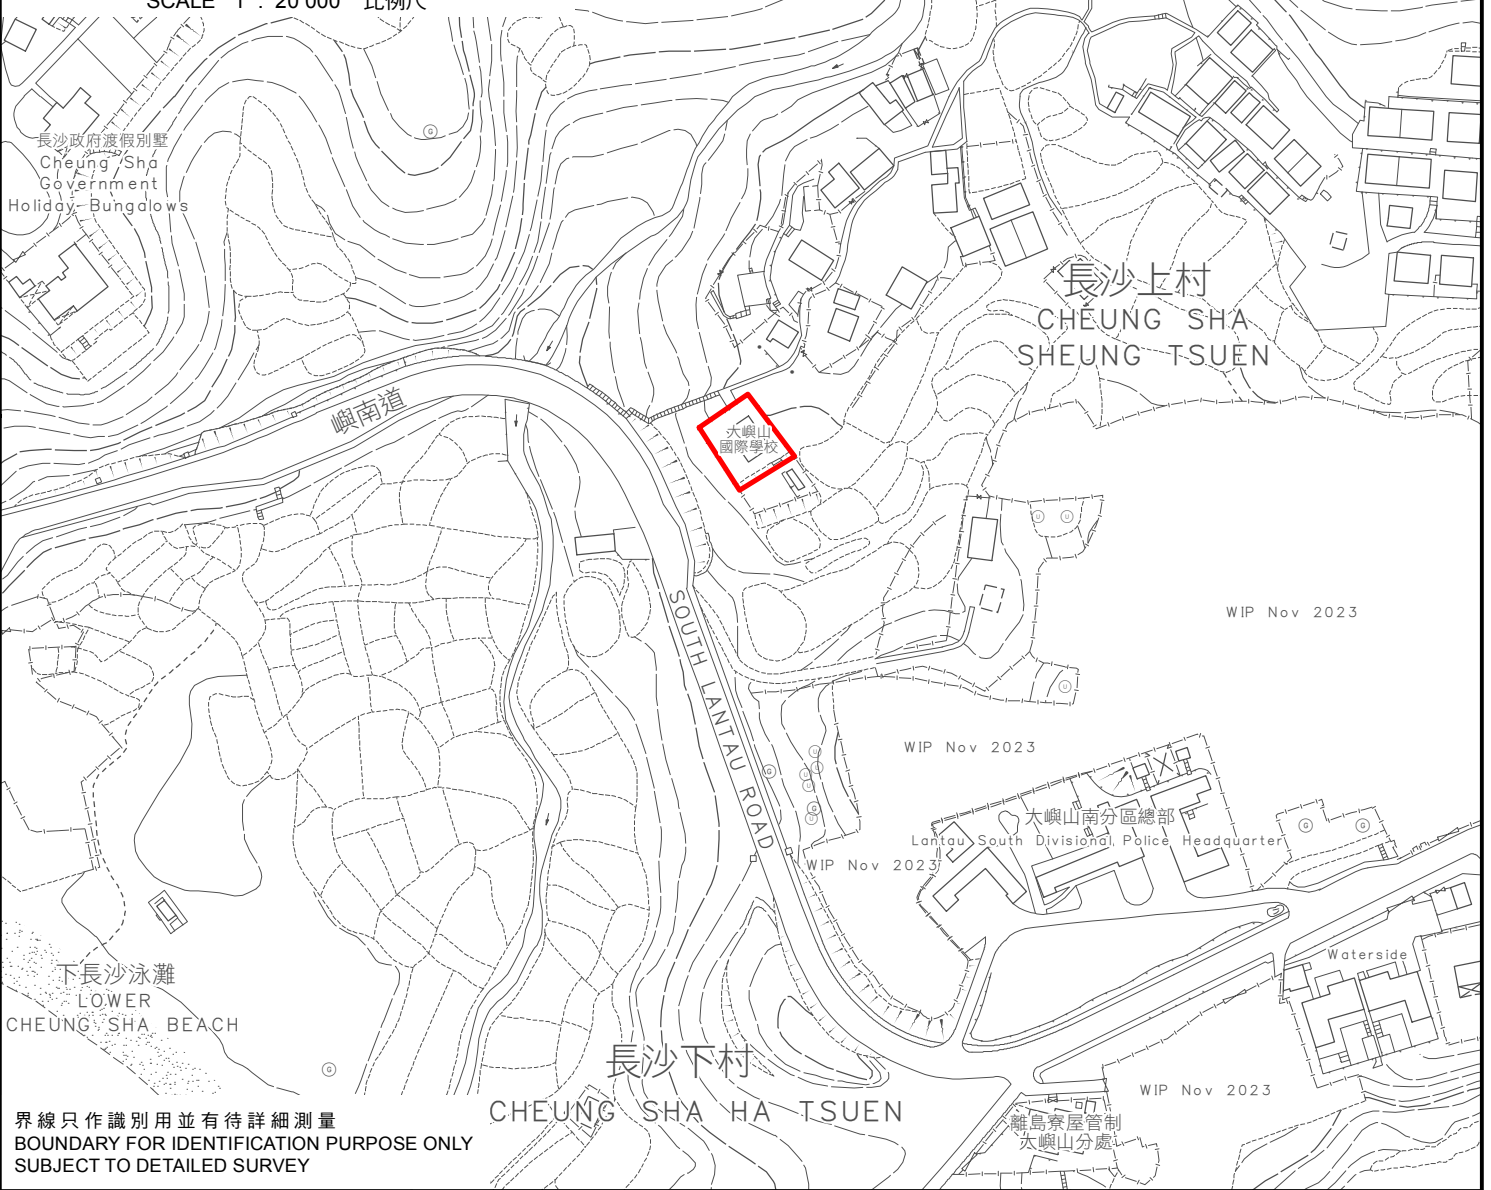 SCALE 1 : 20 000 比例尺
長沙政府渡假別墅
Cheung Sha
Government
Holiday Bungalows
G
長沙上村
CHEUNG SHA
SHEUNG TSUEN
嶼南道
大嶼山
國際學校
U U
WIP Nov 2023
SOUTH LANTAU ROAD
U
WIP Nov 2023
U
U
U
U
G
G
U
大嶼山南分區總部
Lantau South Divisional Police Headquarter
G G
WIP Nov 2023
Waterside
下長沙泳灘
LOWER
CHEUNG SHA BEACH
G
長沙下村
CHEUNG SHA HA TSUEN
WIP Nov 2023
離島寮屋管制
大嶼山分處
界線只作識別用並有待詳細測量
BOUNDARY FOR IDENTIFICATION PURPOSE ONLY
SUBJECT TO DETAILED SURVEY